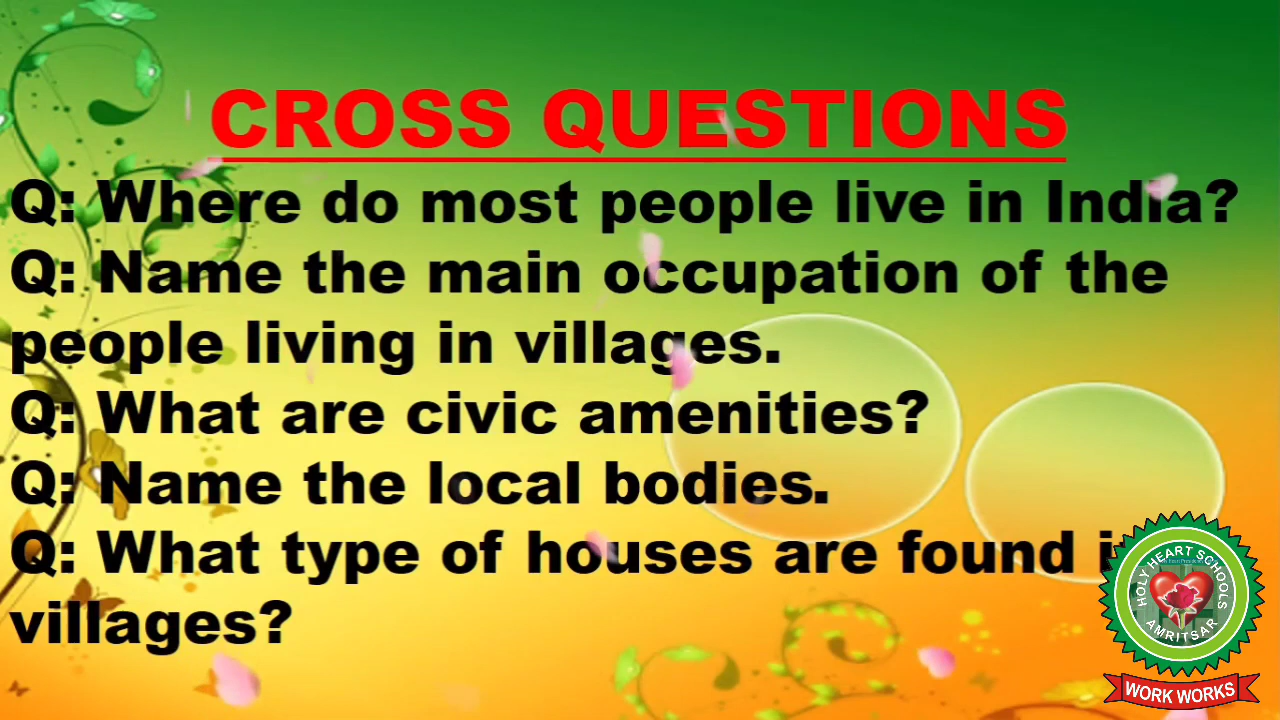 CROSS QUESTIONS
Q: Where do most people live in India?
Q: Name the main occupation of the
people living in villages.
Q: What are civic amenities?
Q: Name the local bodies.
Q: What type of houses are found
villages?
HOLY HEART SCHOOLS
AMRITSAR
WORK WORKS